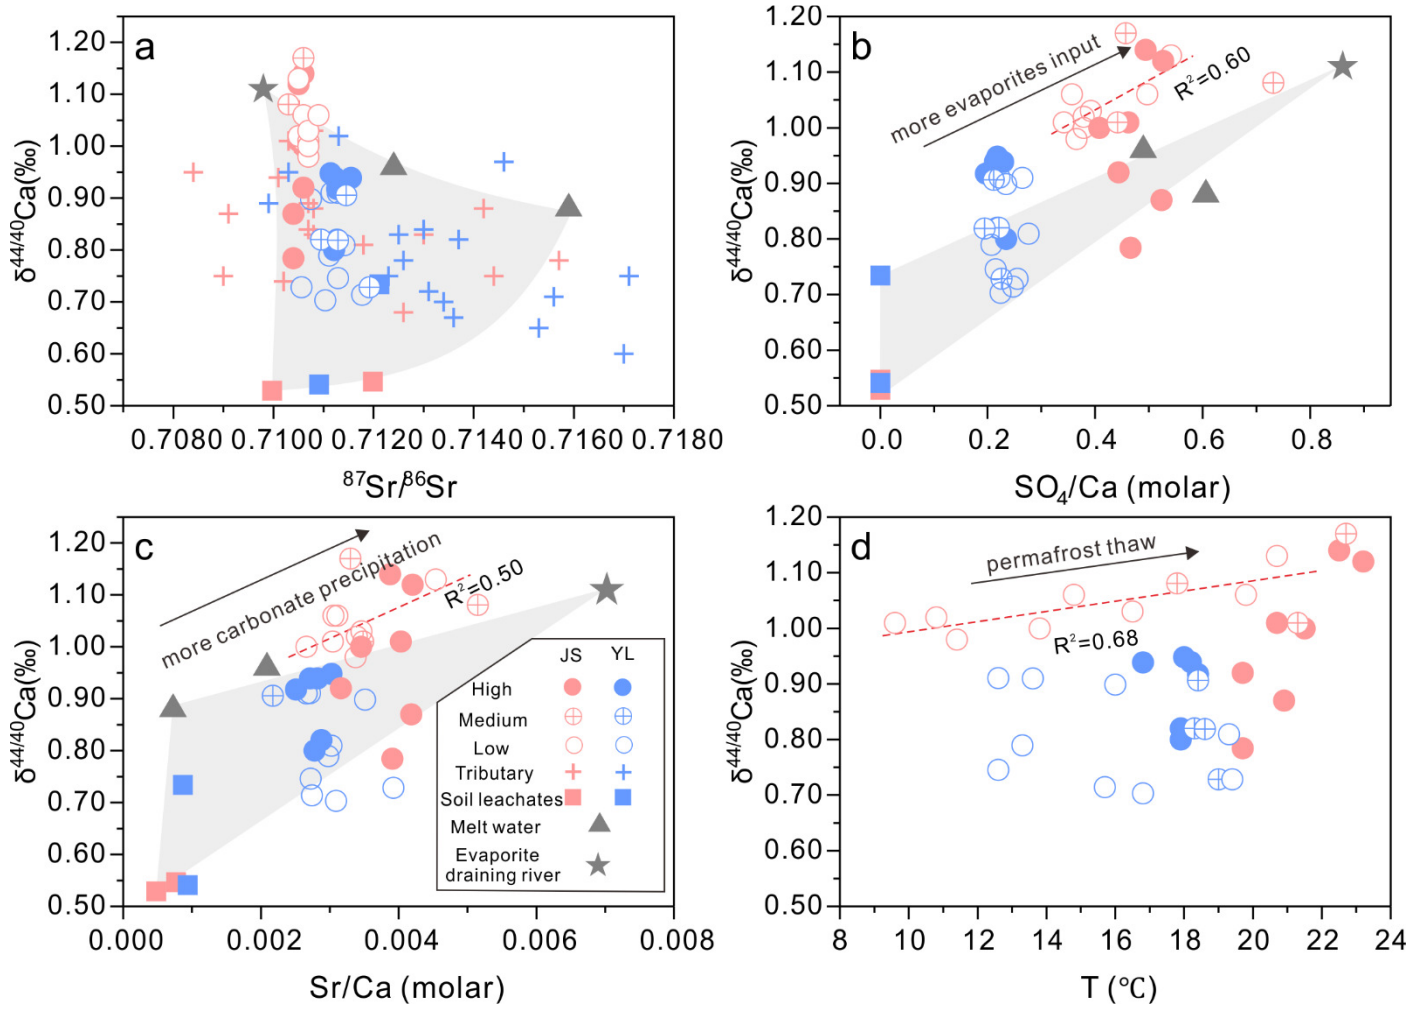 a
1.20
1.10
1.00
0.90
0.80
0.70
0.60
0.50
δ⁴⁴/⁴⁰Ca(‰)
0.7080 0.7100 0.7120 0.7140 0.7160 0.7180
⁸⁷Sr/⁸⁶Sr
b
1.20
1.10
1.00
0.90
0.80
0.70
0.60
0.50
δ⁴⁴/⁴⁰Ca(‰)
more evaporites input
R²=0.60
0.0 0.2 0.4 0.6 0.8
SO₄/Ca (molar)
c
1.20
1.10
1.00
0.90
0.80
0.70
0.60
0.50
δ⁴⁴/⁴⁰Ca(‰)
more carbonate precipitation
R²=0.50
JS YL
High
Medium
Low
Tributary
Soil leachates
Melt water
Evaporite
draining river
0.000 0.002 0.004 0.006 0.008
Sr/Ca (molar)
d
1.20
1.10
1.00
0.90
0.80
0.70
0.60
0.50
δ⁴⁴/⁴⁰Ca(‰)
permafrost thaw
R²=0.68
8 10 12 14 16 18 20 22 24
T (℃)